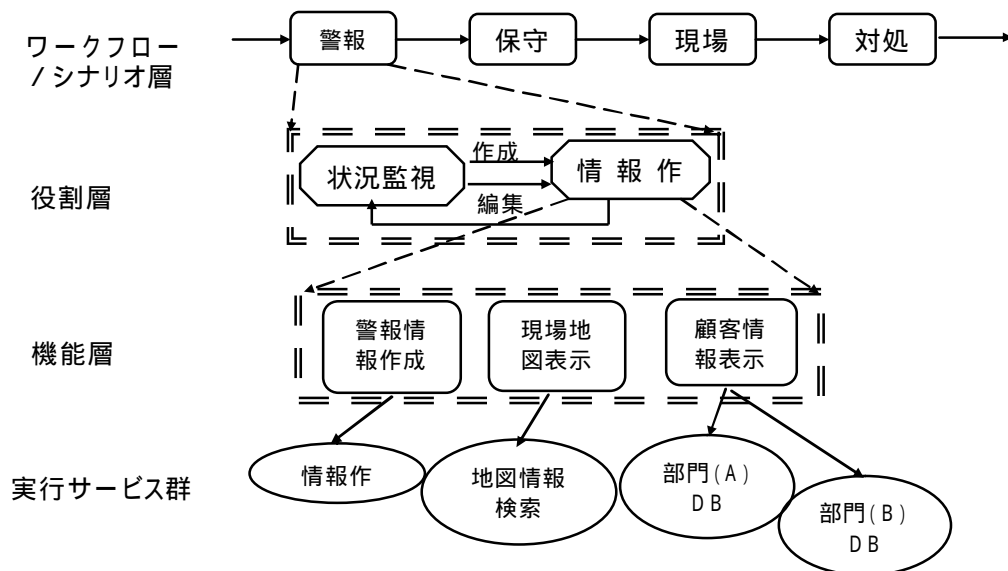 ワークフロー
/シナリオ層
警報
保守
現場
対処
役割層
状況監視
作成
編集
情報作
機能層
警報情
報作成
現場地
図表示
顧客情
報表示
実行サービス群
情報作
地図情報
検索
部門(A)
DB
部門(B)
DB